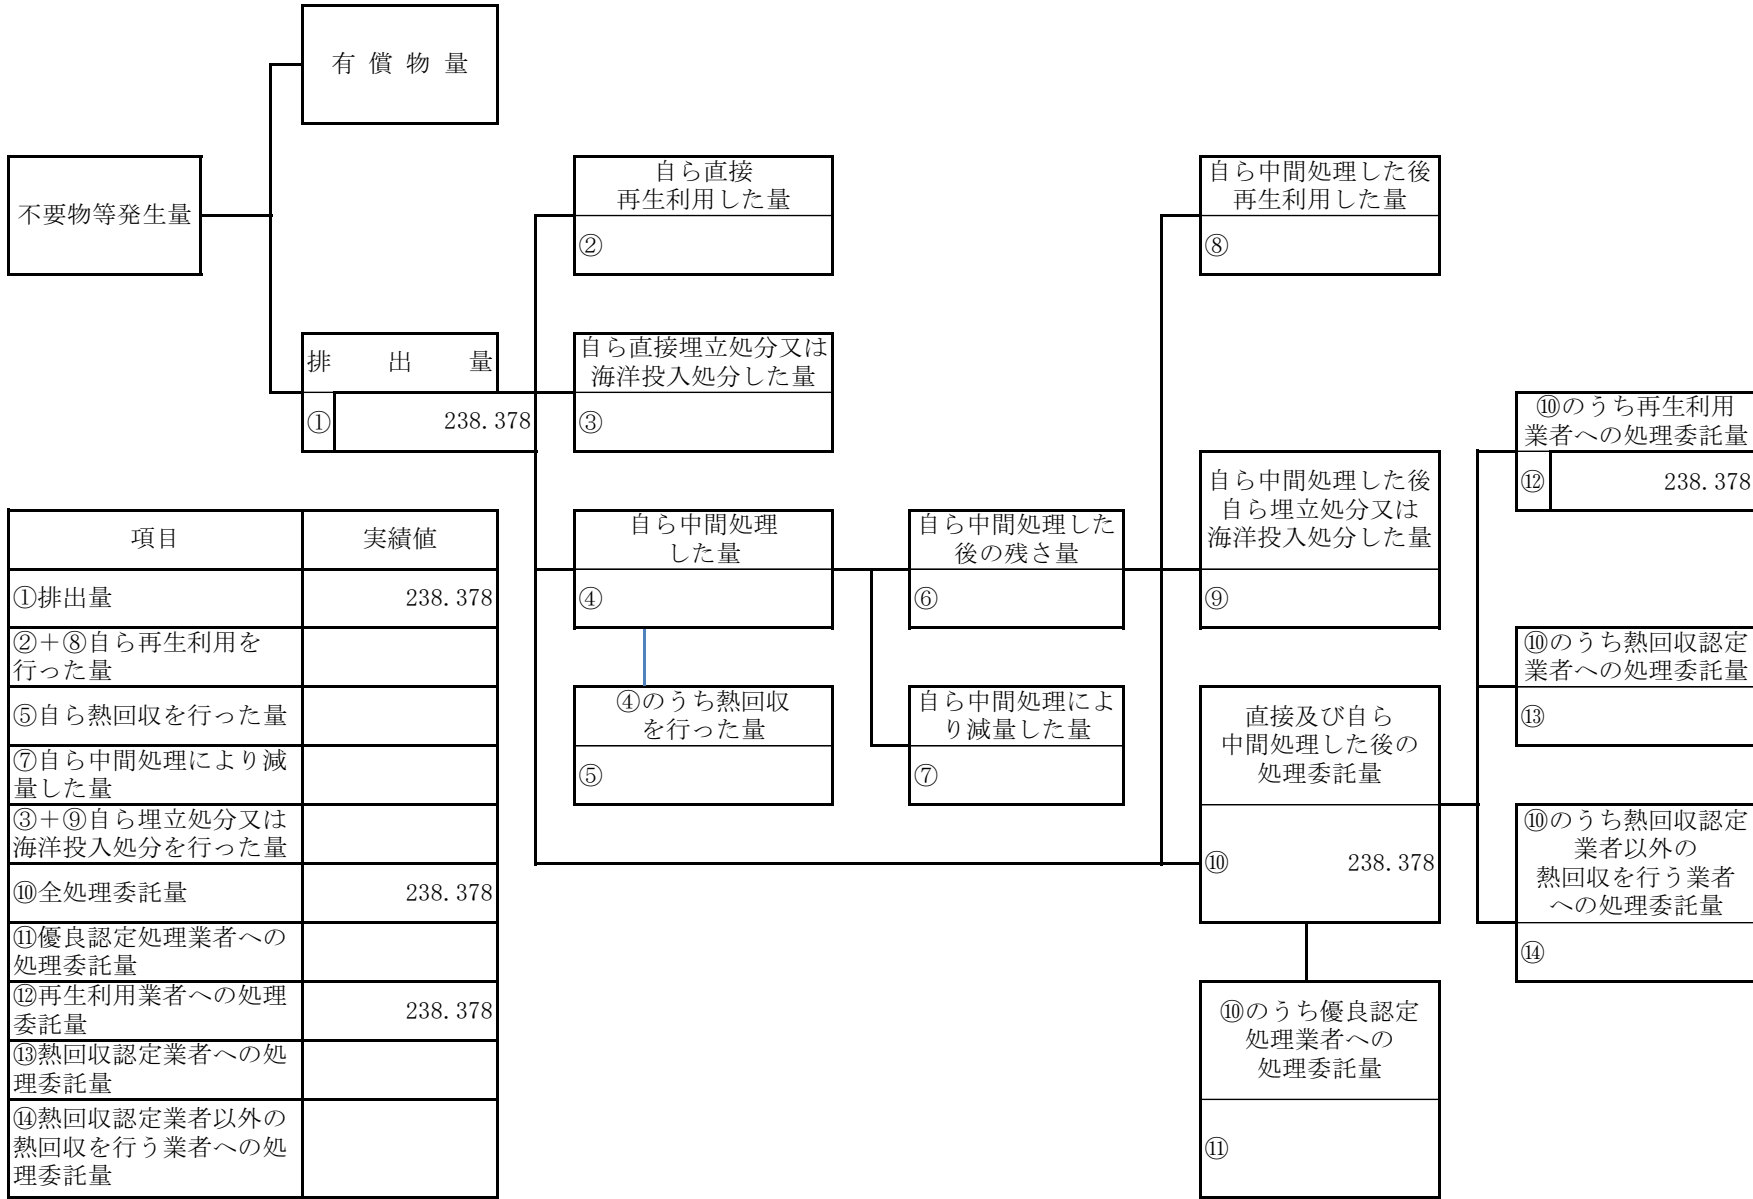 有償物量
不要物等発生量
自ら直接
再生利用した量
②
自ら中間処理した後
再生利用した量
⑧
排出量
① 238.378
自ら直接埋立処分又は
海洋投入処分した量
③
⑩のうち再生利用
業者への処理委託量
⑫ 238.378
自ら中間処理した後
自ら埋立処分又は
海洋投入処分した量
⑨
自ら中間処理
した量
④
自ら中間処理した
後の残さ量
⑥
⑩のうち熱回収認定
業者への処理委託量
⑬
④のうち熱回収
を行った量
⑤
自ら中間処理によ
り減量した量
⑦
直接及び自ら
中間処理した後の
処理委託量
⑩ 238.378
⑩のうち熱回収認定
業者以外の
熱回収を行う業者
への処理委託量
⑭
⑩のうち優良認定
処理業者への
処理委託量
⑪
項目 実績値
①排出量 238.378
②＋⑧自ら再生利用を
行った量
⑤自ら熱回収を行った量
⑦自ら中間処理により減
量した量
③＋⑨自ら埋立処分又は
海洋投入処分を行った量
⑩全処理委託量 238.378
⑪優良認定処理業者への
処理委託量
⑫再生利用業者への処理
委託量 238.378
⑬熱回収認定業者への処
理委託量
⑭熱回収認定業者以外の
熱回収を行う業者への処
理委託量